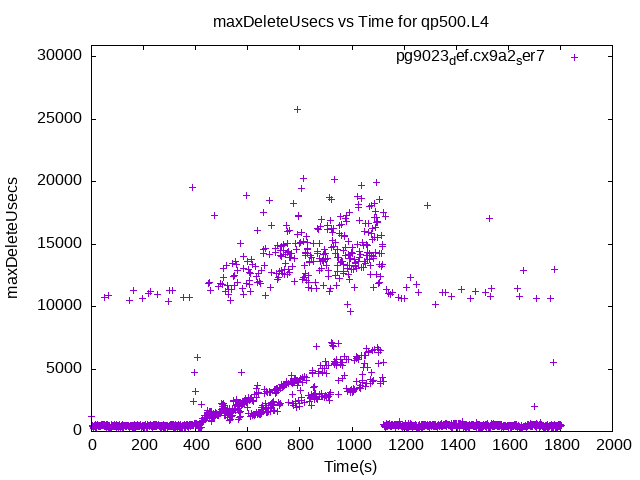 maxDeleteUsecs vs Time for qp500.L4
pg9023def.cx9a2ser7
30000
25000
20000
15000
10000
5000
0
maxDeleteUsecs
0 200 400 600 800 1000 1200 1400 1600 1800 2000
Time(s)